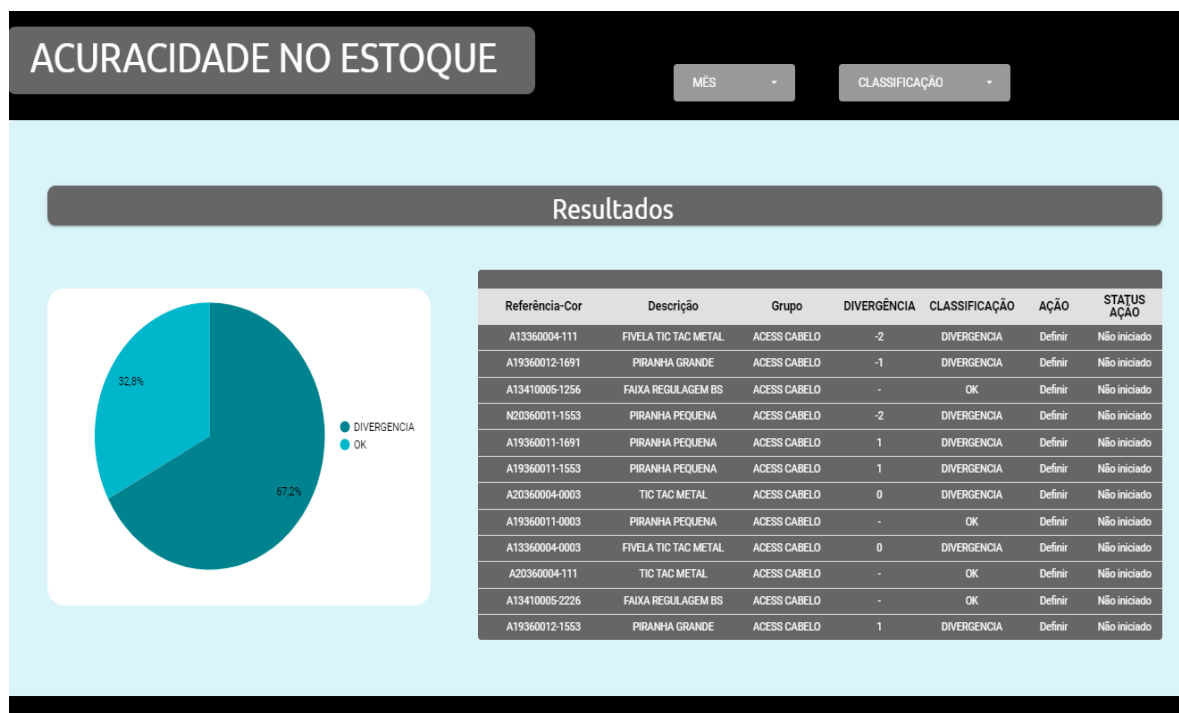 ACURACIDADE NO ESTOQUE
MÊS
CLASSIFICAÇÃO
Resultados
32,8%
67,2%
DIVERGENCIA
OK
Referência-Cor Descrição Grupo DIVERGÊNCIA CLASSIFICAÇÃO AÇÃO STATUS AÇÃO
A13360004-111 FIVELA TIC TAC METAL ACESS CABELO -2 DIVERGENCIA Definir Não iniciado
A19360012-1691 PIRANHA GRANDE ACESS CABELO -1 DIVERGENCIA Definir Não iniciado
A13410005-1256 FAIXA REGULAGEM BS ACESS CABELO - OK Definir Não iniciado
N20360011-1553 PIRANHA PEQUENA ACESS CABELO -2 DIVERGENCIA Definir Não iniciado
A19360011-1691 PIRANHA PEQUENA ACESS CABELO 1 DIVERGENCIA Definir Não iniciado
A19360011-1553 PIRANHA PEQUENA ACESS CABELO 1 DIVERGENCIA Definir Não iniciado
A20360004-0003 TIC TAC METAL ACESS CABELO 0 DIVERGENCIA Definir Não iniciado
A19360011-0003 PIRANHA PEQUENA ACESS CABELO - OK Definir Não iniciado
A13360004-0003 FIVELA TIC TAC METAL ACESS CABELO 0 DIVERGENCIA Definir Não iniciado
A20360004-111 TIC TAC METAL ACESS CABELO - OK Definir Não iniciado
A13410005-2226 FAIXA REGULAGEM BS ACESS CABELO - OK Definir Não iniciado
A19360012-1553 PIRANHA GRANDE ACESS CABELO 1 DIVERGENCIA Definir Não iniciado